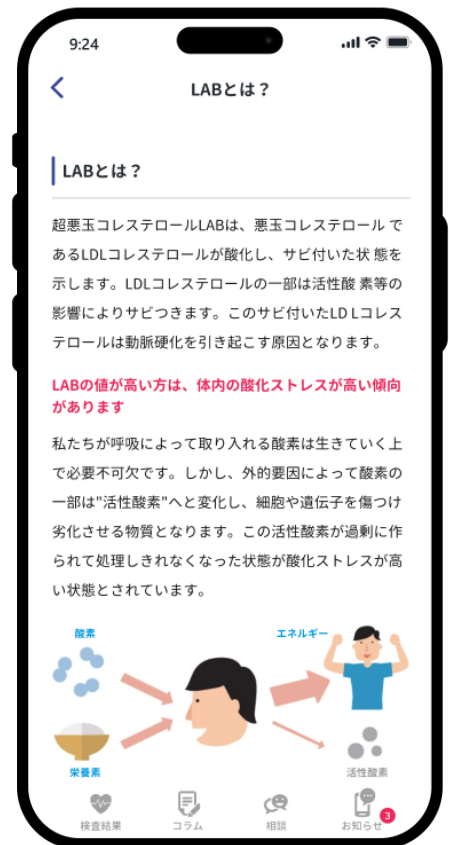 9:24
LABとは？
LABとは？
超悪玉コレステロールLABは、悪玉コレステロール で
あるLDLコレステロールが酸化し、サビ付いた状 態を
示します。LDLコレステロールの一部は活性酸 素等の
影響によりサビつきます。このサビ付いたLD Lコレス
テロールは動脈硬化を引き起こす原因となります。
LABの値が高い方は、体内の酸化ストレスが高い傾向
があります
私たちが呼吸によって取り入れる酸素は生きていく上
で必要不可欠です。しかし、外的要因によって酸素の
一部は"活性酸素"へと変化し、細胞や遺伝子を傷つけ
劣化させる物質となります。この活性酸素が過剰に作
られて処理しきれなくなった状態が酸化ストレスが高
い状態とされています。
酸素
エネルギー
栄養素
活性酸素
検査結果
コラム
相談
お知らせ
3